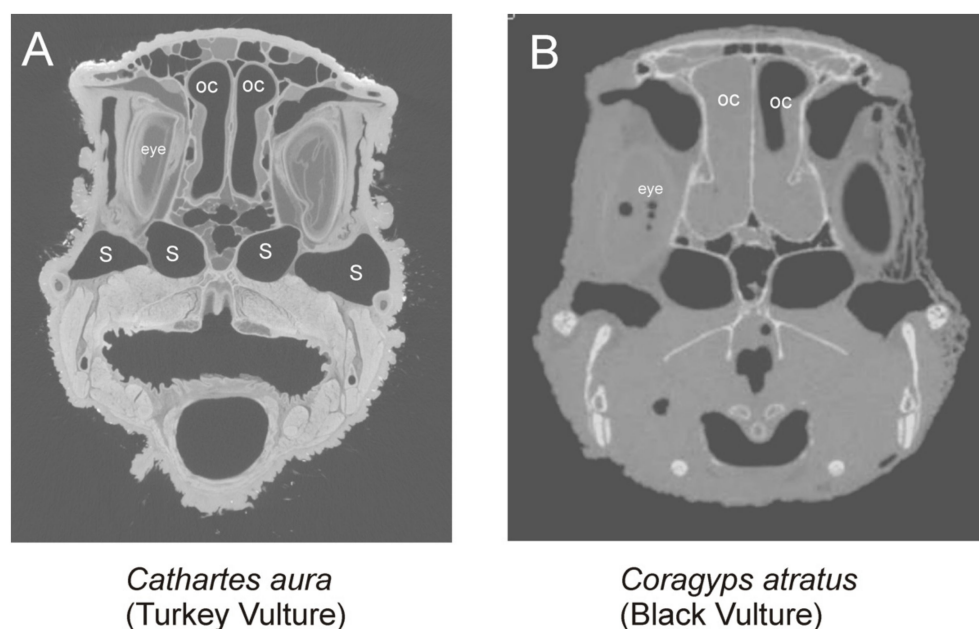 A
oc oc
eye
S S S S
Cathartes aura
(Turkey Vulture)
B
oc
oc
eye
Coragyps atratus
(Black Vulture)